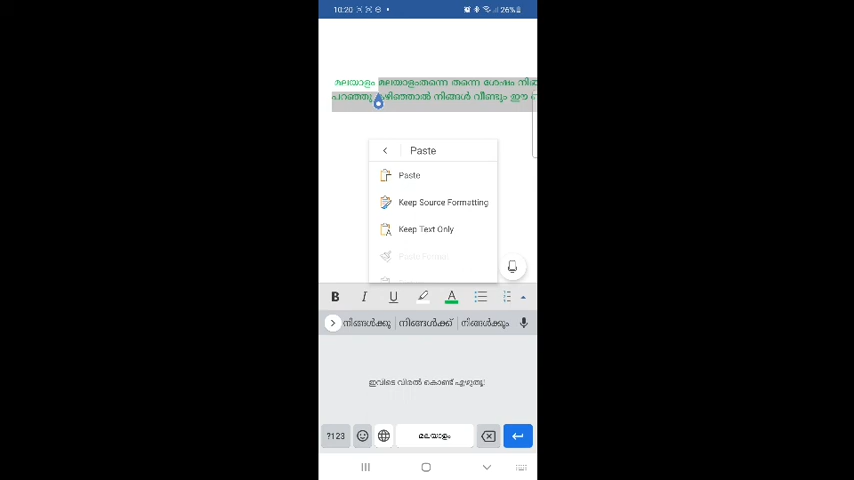 10:20 26%
മലയാളം മലയാളംതന്നെ തന്നെ ശേഷം നിങ്
പറഞ്ഞു കഴിഞ്ഞാൽ നിങ്ങൾ വീണ്ടും ഈ
Paste
Paste
Keep Source Formatting
Keep Text Only
Paste Format
B I U A
നിങ്ങൾക്കു നിങ്ങൾക്ക് നിങ്ങൾക്കും
ഇവിടെ വിരൽ കൊണ്ട് എഴുതൂ:
?123 മലയാളം